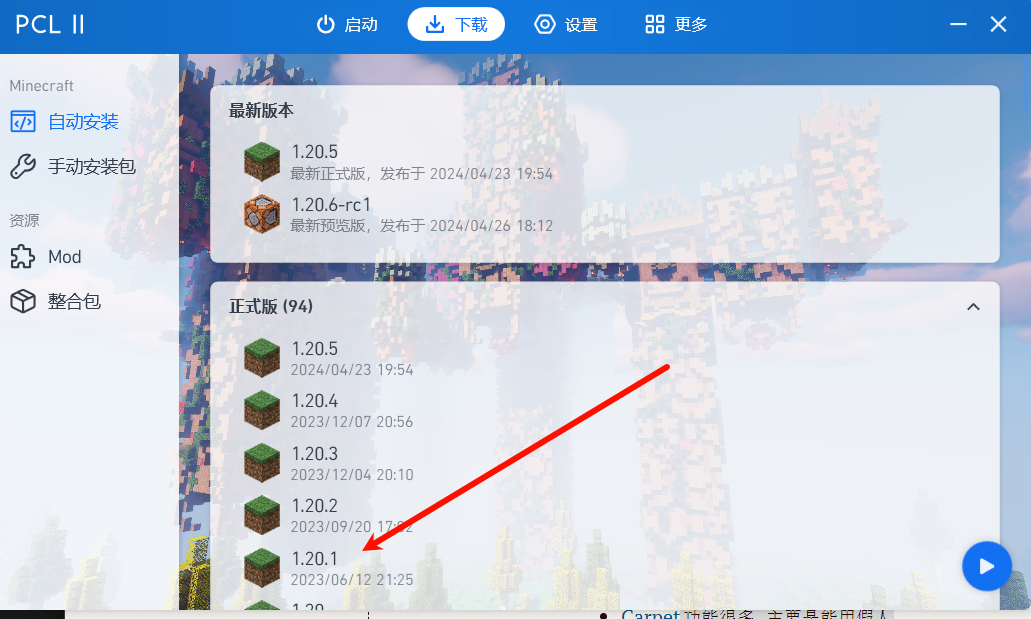 PCL II
启动
下载
设置
更多
Minecraft
自动安装
手动安装包
资源
Mod
整合包
最新版本
1.20.5
最新正式版，发布于 2024/04/23 19:54
1.20.6-rc1
最新预览版，发布于 2024/04/26 18:12
正式版 (94)
1.20.5
2024/04/23 19:54
1.20.4
2023/12/07 20:56
1.20.3
2023/12/04 20:10
1.20.2
2023/09/20 17:02
1.20.1
2023/06/12 21:25
1.20
Carpet 功能很多, 主要是能用假人